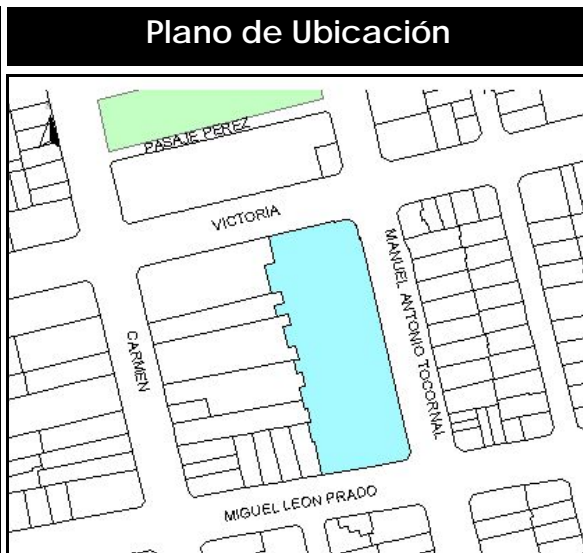 Plano de Ubicación
PASAJE PEREZ
VICTORIA
MANUEL ANTONIO TOCORNAL
CARMEN
MIGUEL LEON PRADO